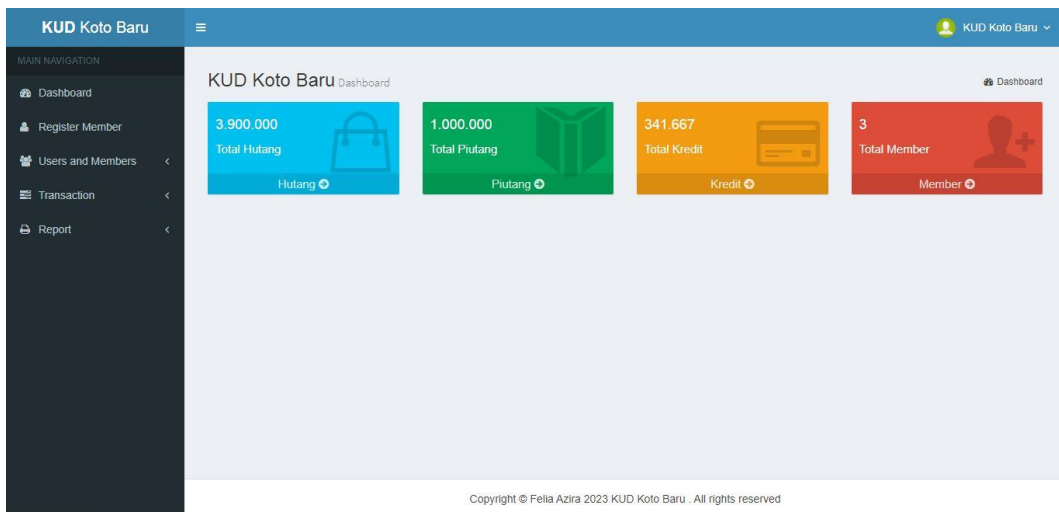 KUD Koto Baru
KUD Koto Baru
MAIN NAVIGATION
Dashboard
Register Member
Users and Members
Transaction
Report
KUD Koto Baru Dashboard
Dashboard
3.900.000
Total Hutang
Hutang
1.000.000
Total Piutang
Piutang
341.667
Total Kredit
Kredit
3
Total Member
Member
Copyright © Felia Azira 2023 KUD Koto Baru . All rights reserved